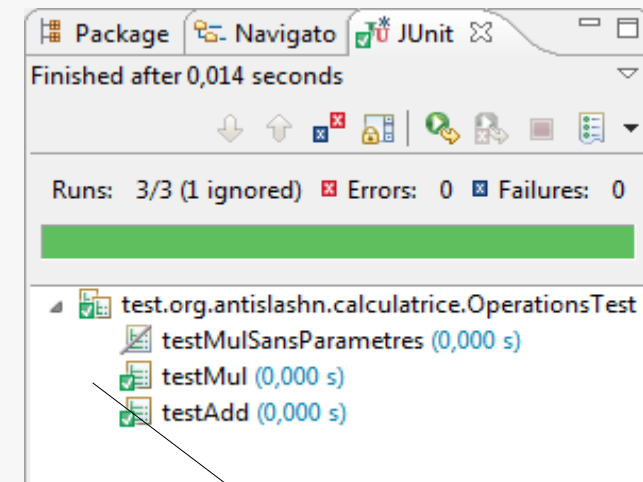 Package Navigato JUnit
Finished after 0,014 seconds
Runs: 3/3 (1 ignored) Errors: 0 Failures: 0
test.org.antislashn.calculatrice.OperationsTest
testMulSansParametres (0,000 s)
testMul (0,000 s)
testAdd (0,000 s)